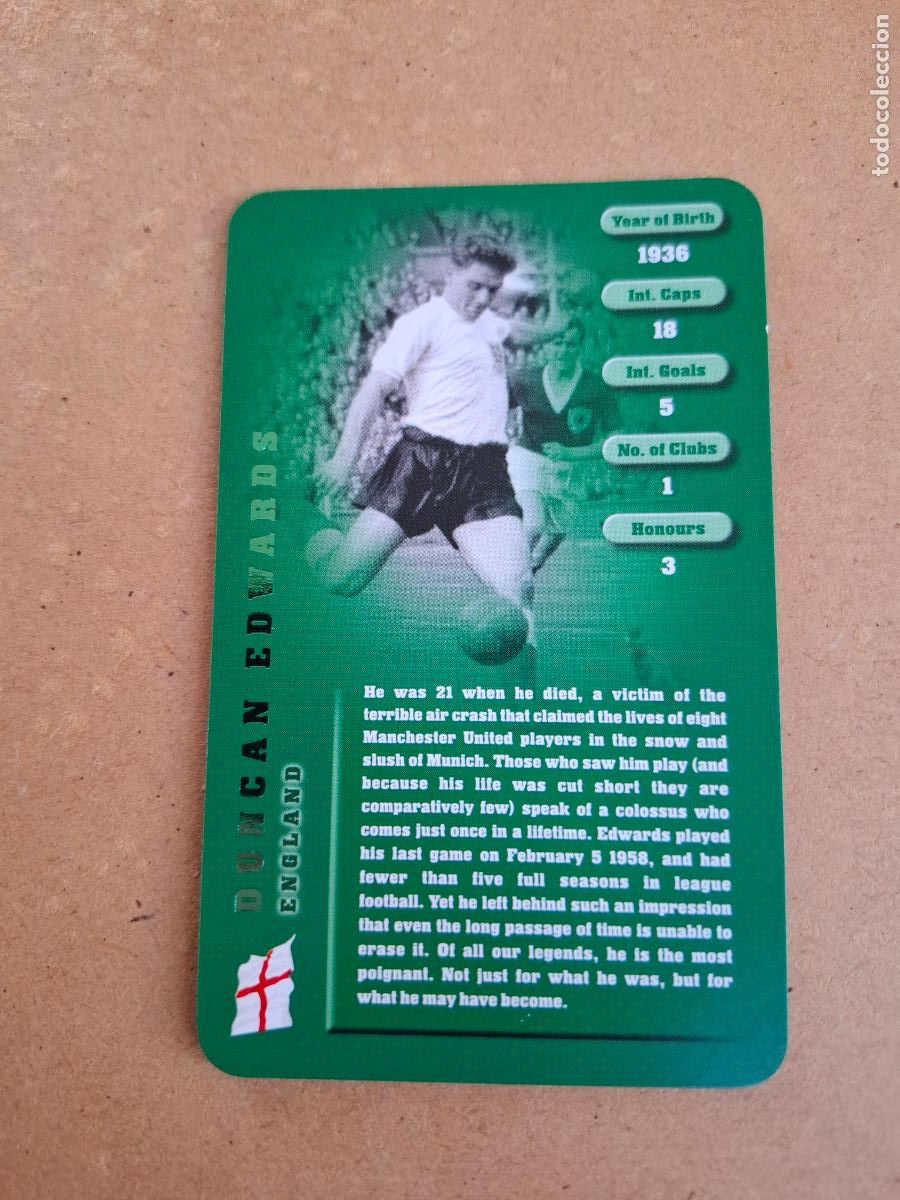 todocoleccion
Year of Birth
1936
Int. Caps
18
Int. Goals
5
No. of Clubs
1
Honours
3
DUNCAN EDWARDS
ENGLAND
He was 21 when he died, a victim of the
terrible air crash that claimed the lives of eight
Manchester United players in the snow and
slush of Munich. Those who saw him play (and
because his life was cut short they are
comparatively few) speak of a colossus who
comes just once in a lifetime. Edwards played
his last game on February 5 1958, and had
fewer than five full seasons in league
football. Yet he left behind such an impression
that even the long passage of time is unable to
erase it. Of all our legends, he is the most
poignant. Not just for what he was, but for
what he may have become.